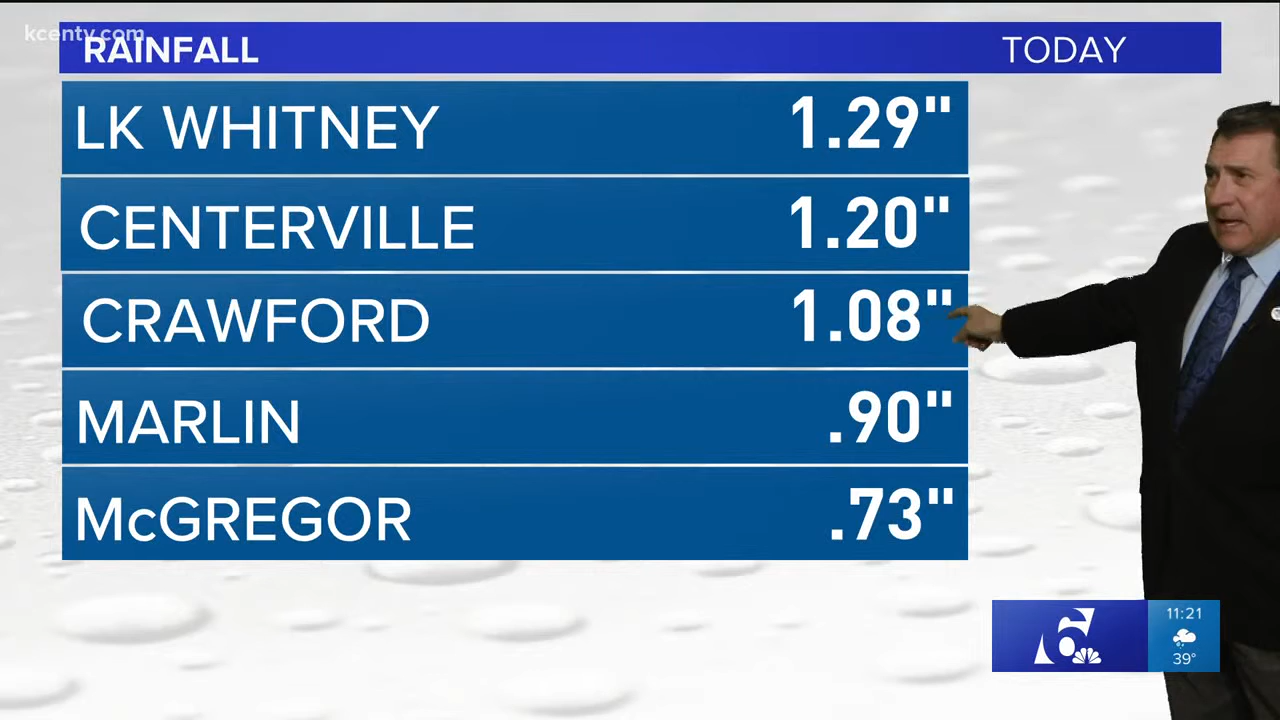 kcentv.com
RAINFALL TODAY
LK WHITNEY 1.29"
CENTERVILLE 1.20"
CRAWFORD 1.08"
MARLIN .90"
McGREGOR .73"
6
11:21
39°